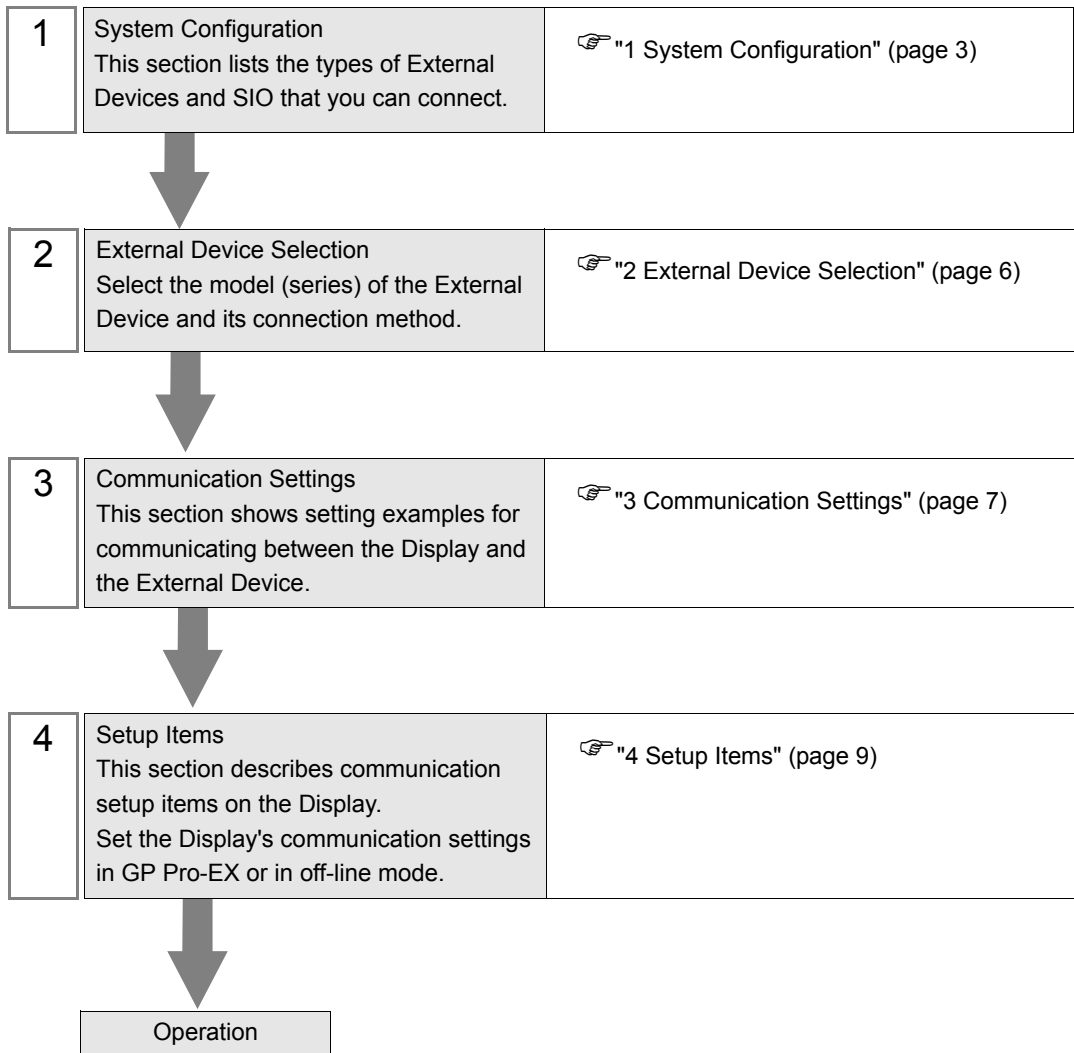 1
System Configuration
This section lists the types of External
Devices and SIO that you can connect.
"1 System Configuration" (page 3)
2
External Device Selection
Select the model (series) of the External
Device and its connection method.
"2 External Device Selection" (page 6)
3
Communication Settings
This section shows setting examples for
communicating between the Display and
the External Device.
"3 Communication Settings" (page 7)
4
Setup Items
This section describes communication
setup items on the Display.
Set the Display's communication settings
in GP Pro-EX or in off-line mode.
"4 Setup Items" (page 9)
Operation